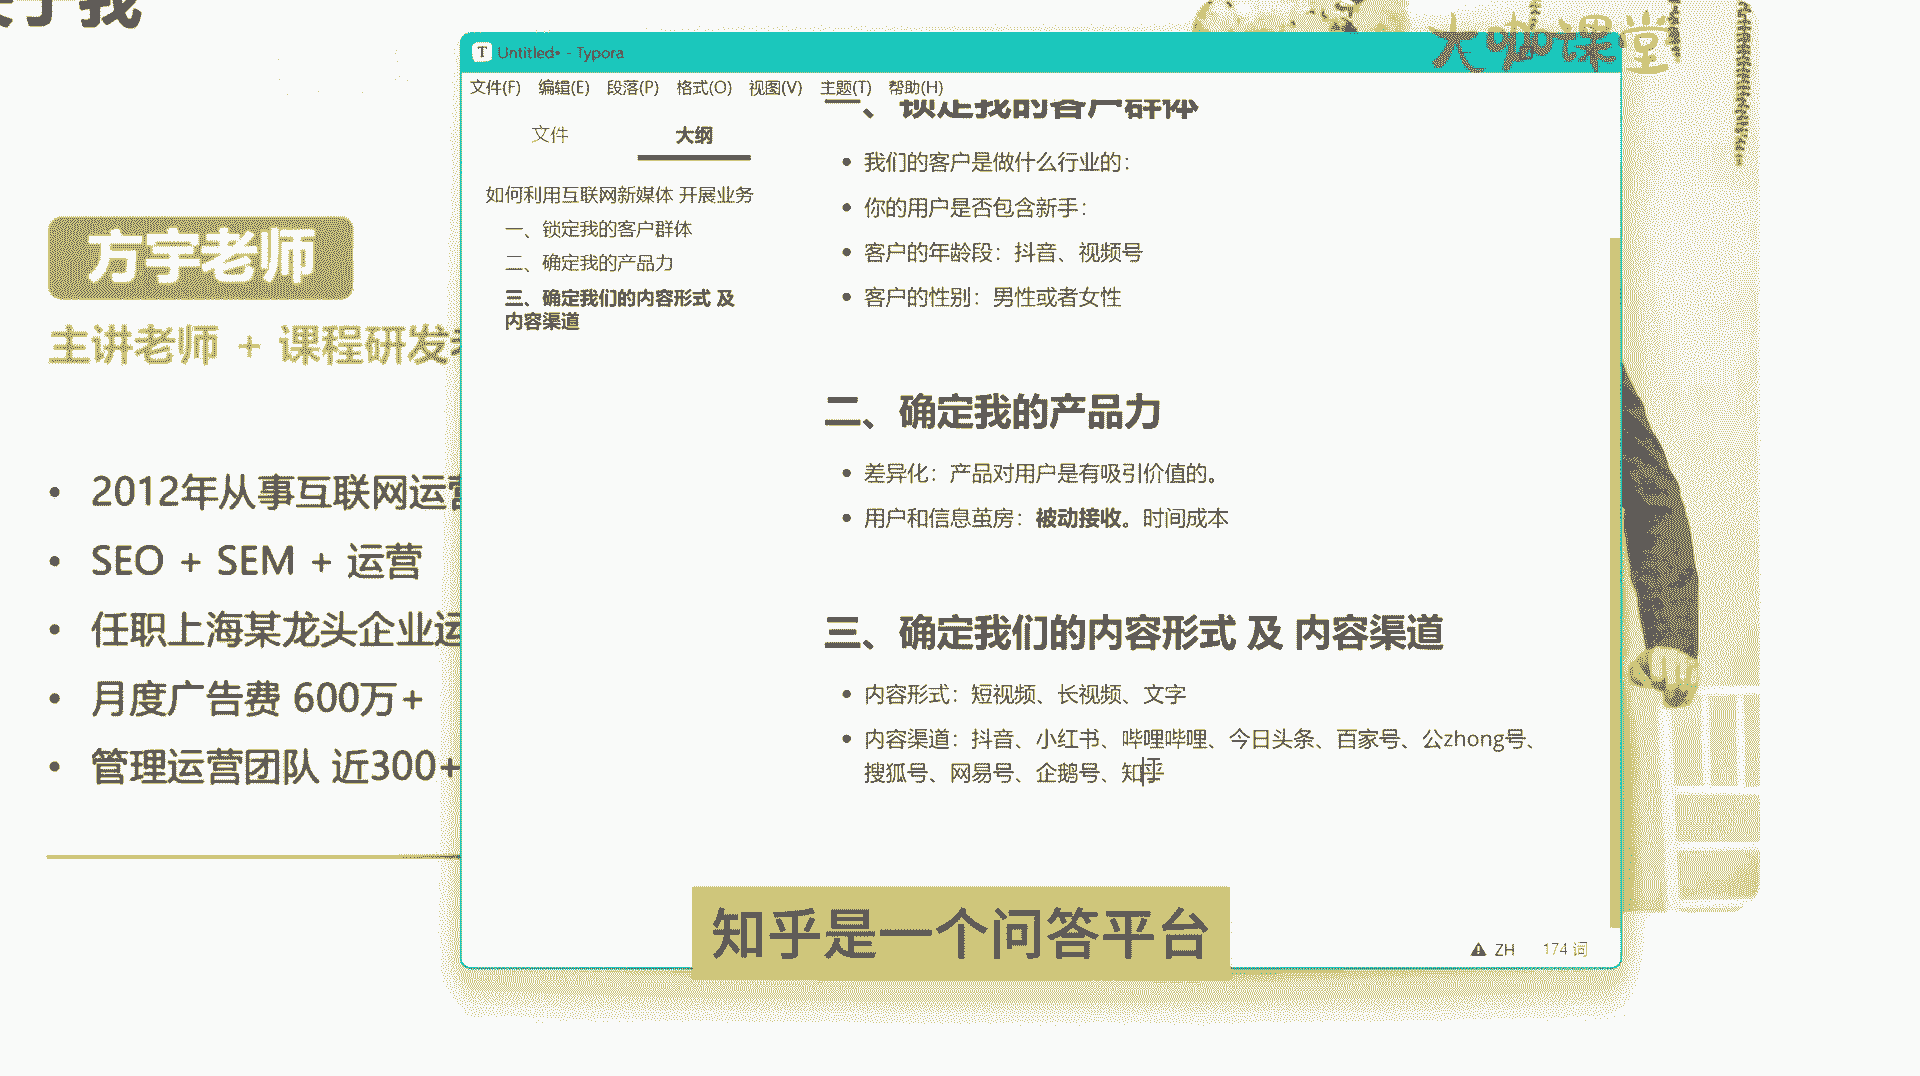 关于我
大咖课堂
Untitled• - Typora
文件(F) 编辑(E) 段落(P) 格式(O) 视图(V) 主题(T) 帮助(H)
文件 大纲
如何利用互联网新媒体 开展业务
一、锁定我的客户群体
二、确定我的产品力
三、确定我们的内容形式 及
内容渠道
一、锁定我的客户群体
• 我们的客户是做什么行业的：
• 你的用户是否包含新手：
• 客户的年龄段：抖音、视频号
• 客户的性别：男性或者女性
二、确定我的产品力
• 差异化：产品对用户是有吸引价值的。
• 用户和信息茧房：被动接收。时间成本
三、确定我们的内容形式 及 内容渠道
• 内容形式：短视频、长视频、文字
• 内容渠道：抖音、小红书、哔哩哔哩、今日头条、百家号、公zhong号、
搜狐号、网易号、企鹅号、知乎
ZH 174 词
方宇老师
主讲老师 + 课程研发老
• 2012年从事互联网运营
• SEO + SEM + 运营
• 任职上海某龙头企业运
• 月度广告费 600万+
• 管理运营团队 近300+
知乎是一个问答平台